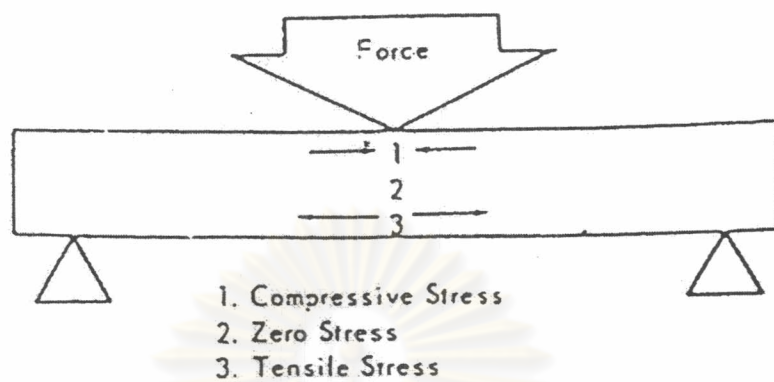 Force
1
2
3
1. Compressive Stress
2. Zero Stress
3. Tensile Stress